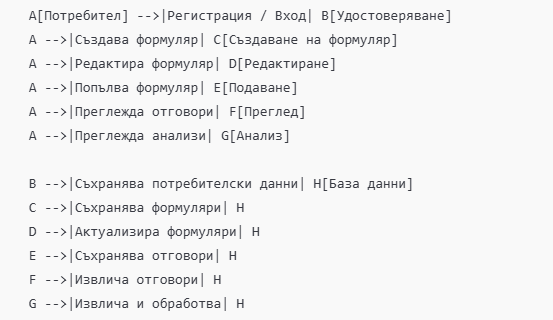 A[Потребител] -->|Регистрация / Вход| B[Удостоверяване]
A -->|Създава формуляр| C[Създаване на формуляр]
A -->|Редактира формуляр| D[Редактиране]
A -->|Попълва формуляр| E[Подаване]
A -->|Преглежда отговори| F[Преглед]
A -->|Преглежда анализи| G[Анализ]
B -->|Съхранява потребителски данни| H[База данни]
C -->|Съхранява формуляри| H
D -->|Актуализира формуляри| H
E -->|Съхранява отговори| H
F -->|Извлича отговори| H
G -->|Извлича и обработва| H